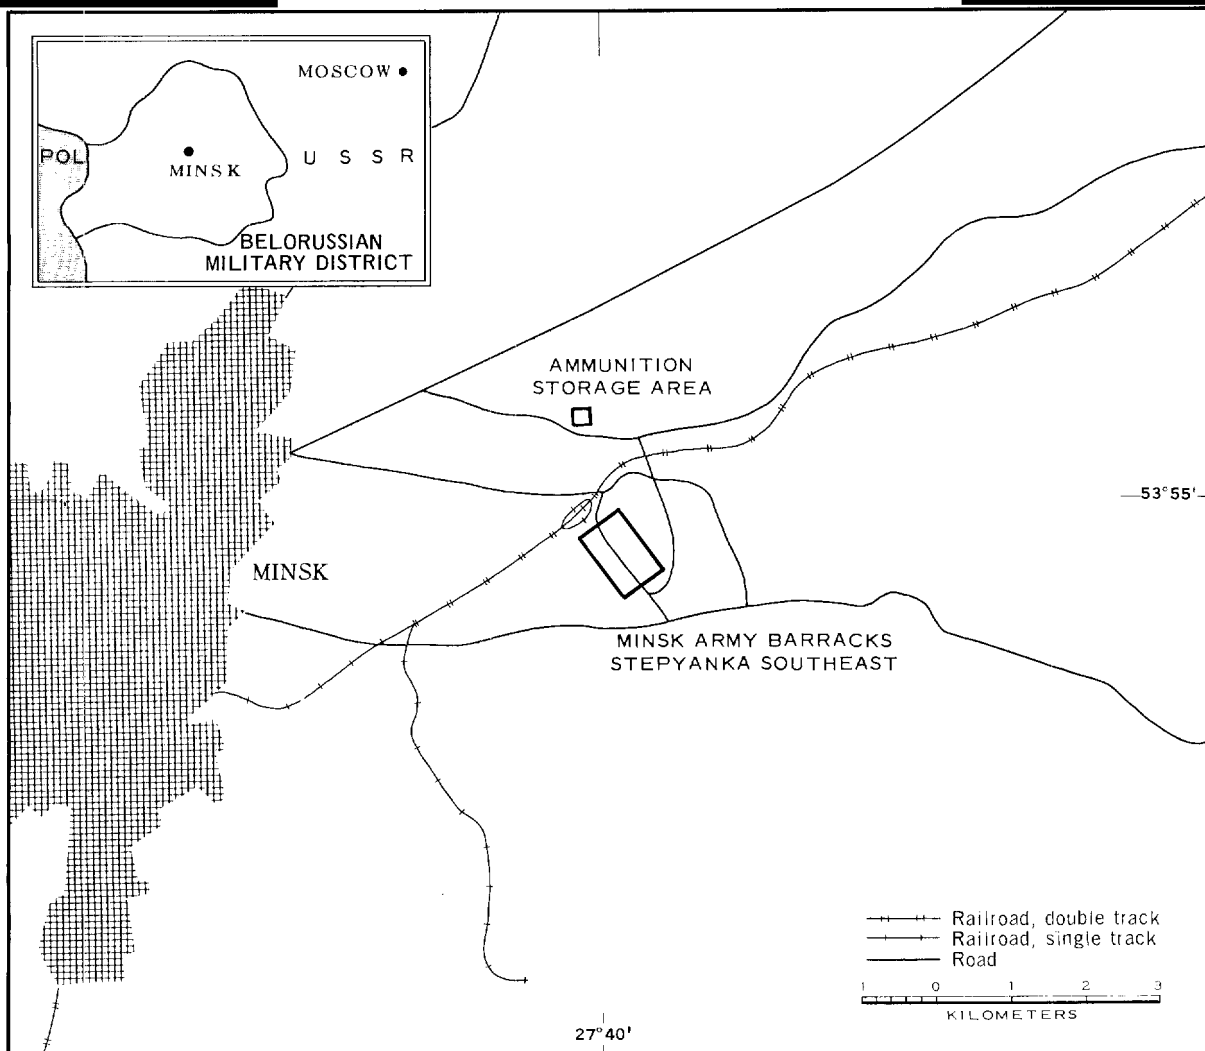 MOSCOW
POL
MINSK
U S S R
BELORUSSIAN
MILITARY DISTRICT
AMMUNITION
STORAGE AREA
53°55'
MINSK
MINSK ARMY BARRACKS
STEPYANKA SOUTHEAST
Railroad, double track
Railroad, single track
Road
1 0 1 2 3
KILOMETERS
27°40'